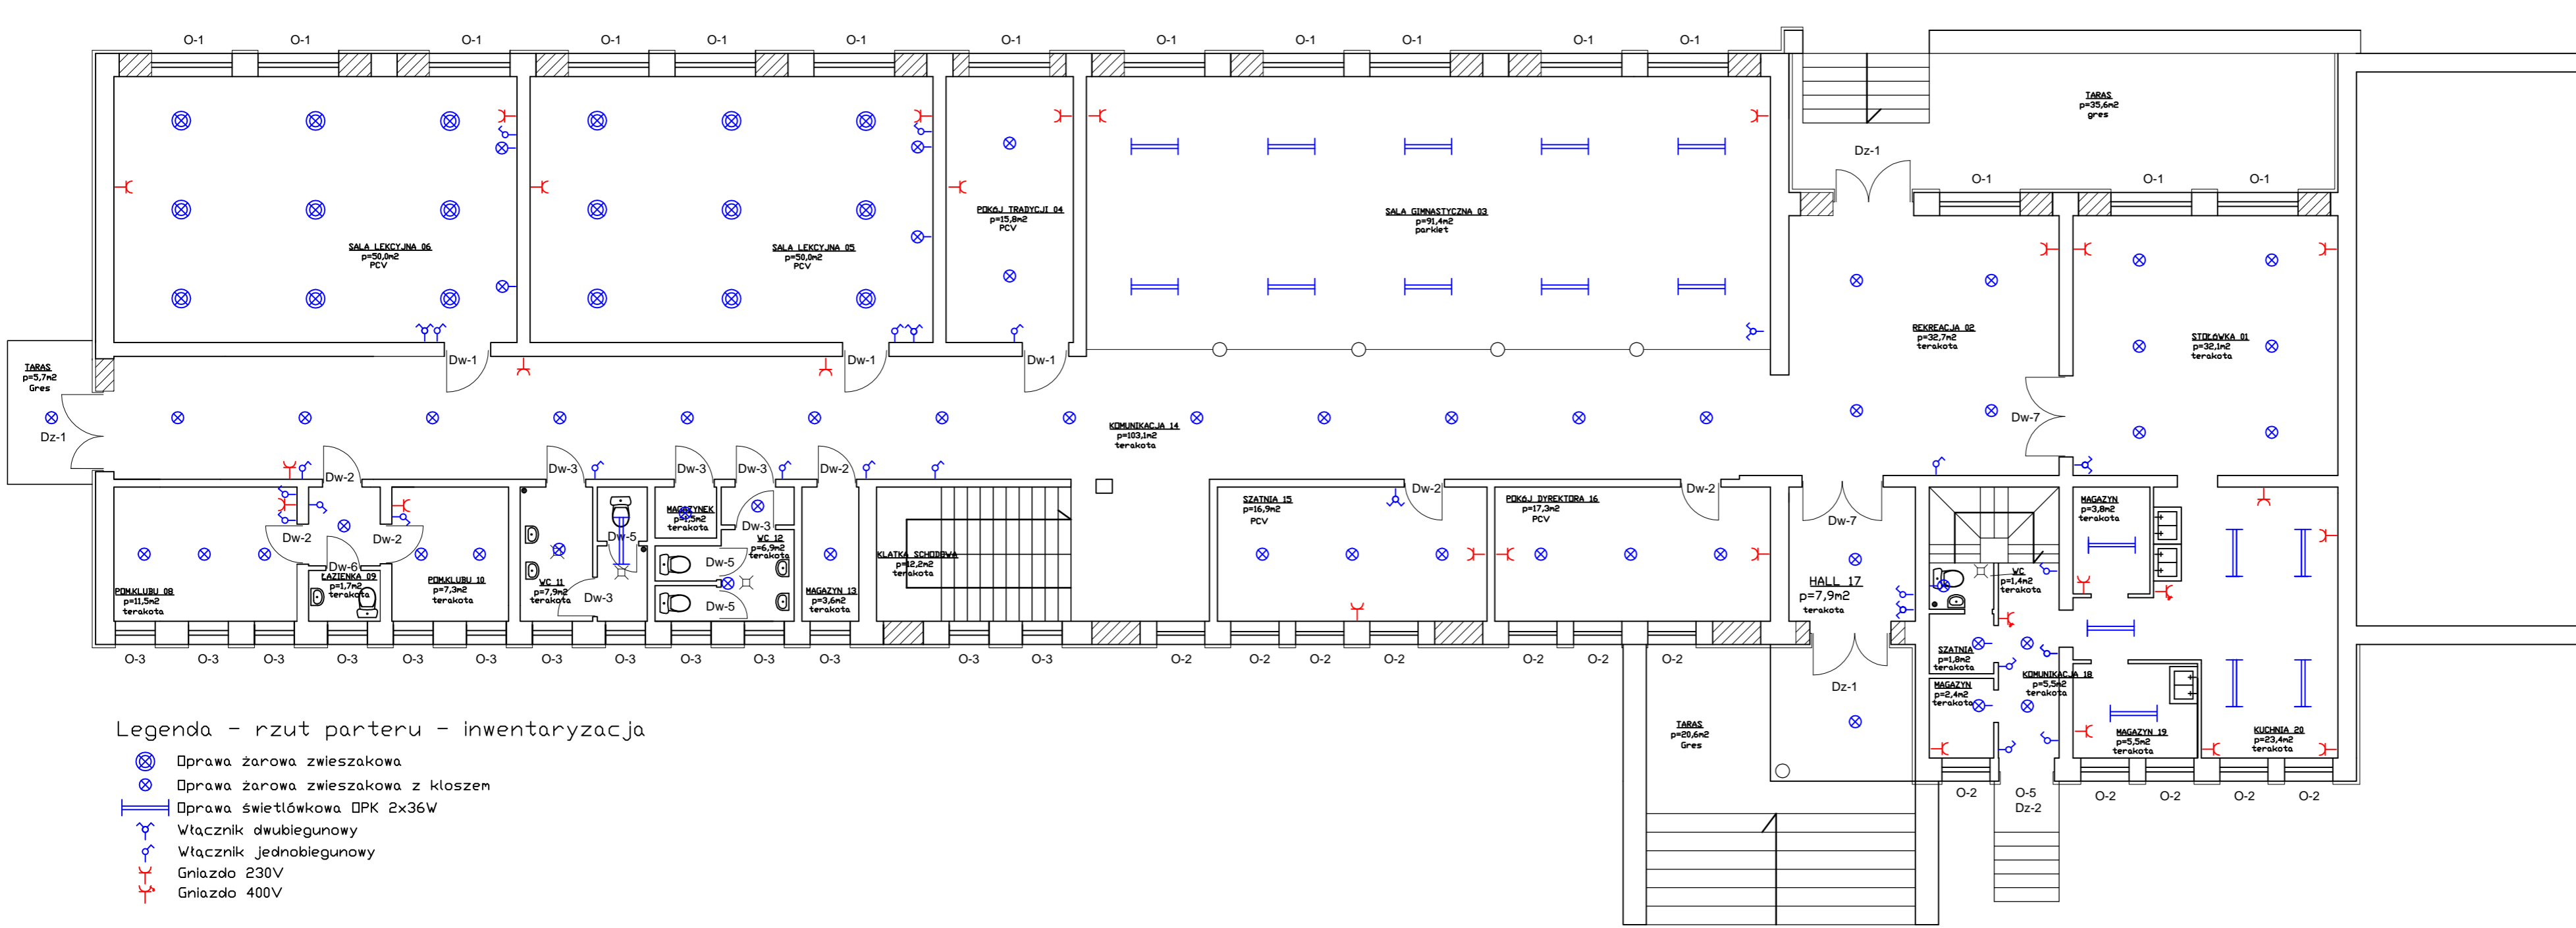 O-1 O-1 O-1 O-1 O-1 O-1 O-1 O-1 O-1 O-1 O-1 O-1
TARAS
p=35,6m2
gres
Dz-1
O-1 O-1 O-1
SALA LEKCYJNA 06
p=50,0m2
PCV
SALA LEKCYJNA 05
p=50,0m2
PCV
POKÓJ TRADYCJI 04
p=15,8m2
PCV
SALA GIMNASTYCZNA 03
p=91,4m2
parkiet
REKREACJA 02
p=32,7m2
terakota
STOŁÓWKA 01
p=32,1m2
terakota
TARAS
p=5,7m2
Gres
Dw-1 Dw-1 Dw-1
Dz-1
KOMUNIKACJA 14
p=103,1m2
terakota
Dw-7
Dw-2 Dw-3 Dw-3 Dw-3 Dw-2 Dw-2 Dw-2
Dw-7
POM.KLUBU 08
p=11,5m2
terakota
Dw-2
Dw-6
ŁAZIENKA 09
p=1,7m2
terakota
Dw-2
POM.KLUBU 10
p=7,3m2
terakota
WC 11
p=7,9m2
terakota
Dw-5
Dw-3
MAGAZYNEK
p=1,5m2
terakota
Dw-3
WC 12
p=6,9m2
terakota
Dw-5
Dw-5
MAGAZYN 13
p=3,6m2
terakota
KLATKA SCHODOWA
p=12,2m2
terakota
SZATNIA 15
p=16,9m2
PCV
POKÓJ DYREKTORA 16
p=17,3m2
PCV
HALL 17
p=7,9m2
terakota
WC
p=1,4m2
terakota
MAGAZYN
p=3,8m2
terakota
SZATNIA
p=1,8m2
terakota
MAGAZYN
p=2,4m2
terakota
KOMUNIKACJA 18
p=5,5m2
terakota
MAGAZYN 19
p=5,5m2
terakota
KUCHNIA 20
p=23,4m2
terakota
O-3 O-3 O-3 O-3 O-3 O-3 O-3 O-3 O-3 O-3 O-3 O-3 O-3 O-2 O-2 O-2 O-2 O-2 O-2 O-2
Dz-1
TARAS
p=20,6m2
Gres
O-2 O-5 O-2 O-2 O-2 O-2
Dz-2
Legenda - rzut parteru - inwentaryzacja
Oprawa żarowa zwieszakowa
Oprawa żarowa zwieszakowa z kloszem
Oprawa świetlówkowa OPK 2x36W
Włącznik dwubiegunowy
Włącznik jednobiegunowy
Gniazdo 230V
Gniazdo 400V